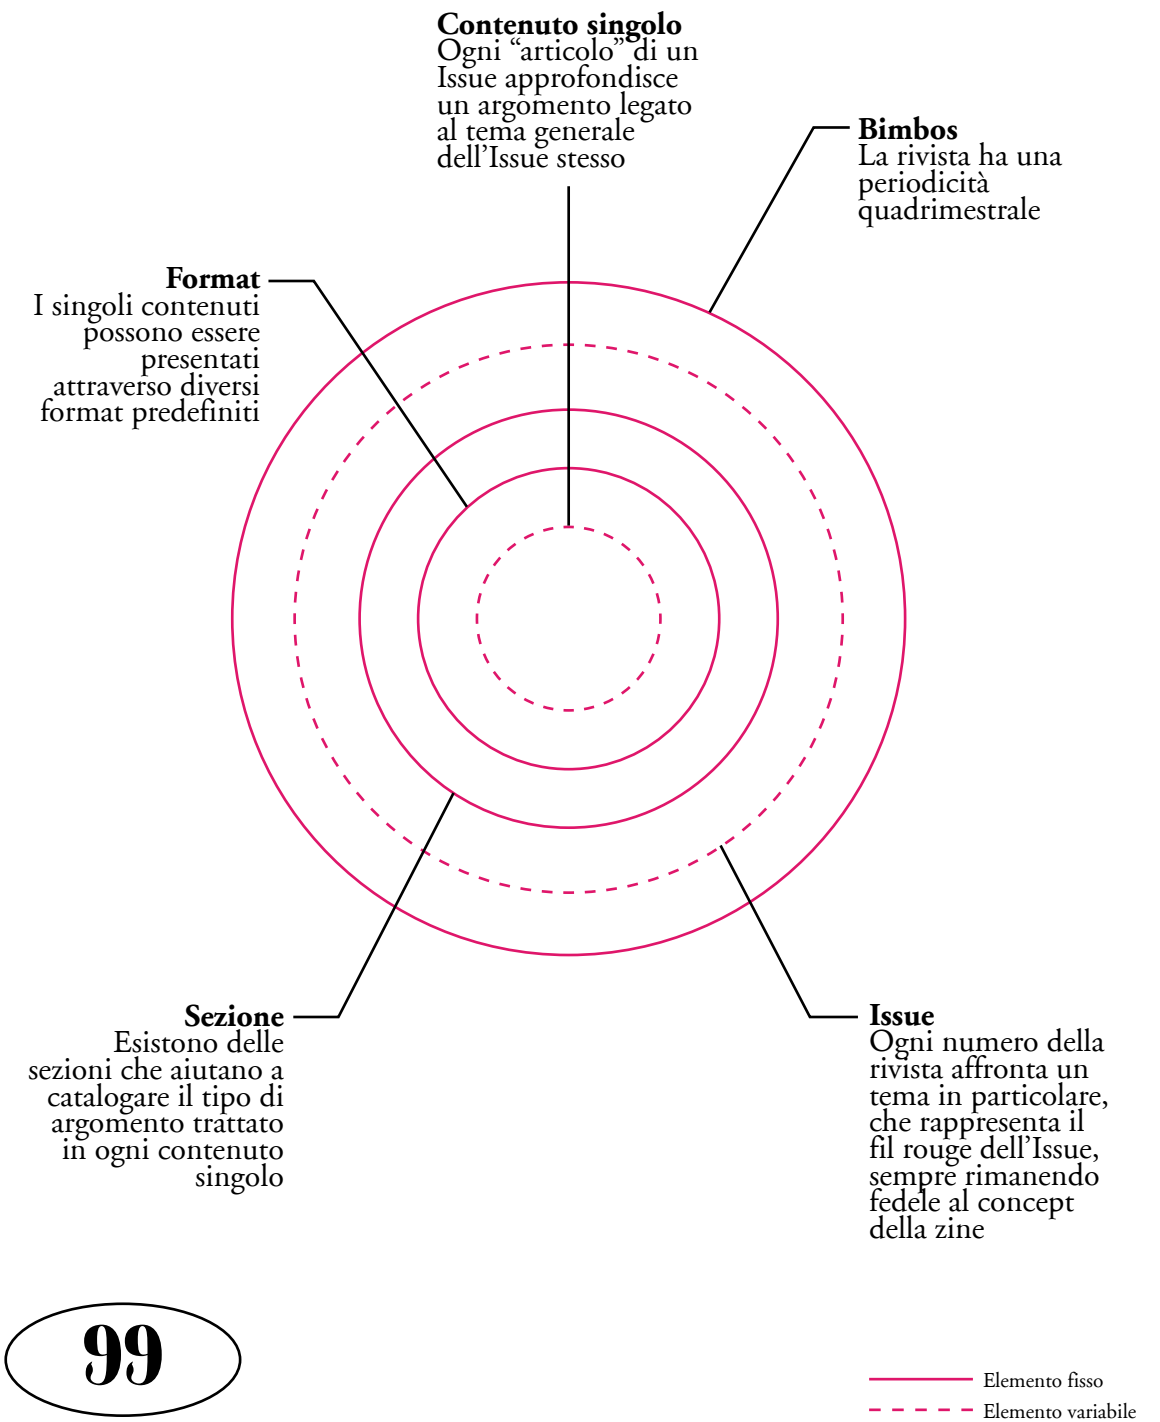 Contenuto singolo
Ogni “articolo” di un
Issue approfondisce
un argomento legato
al tema generale
dell’Issue stesso
Bimbos
La rivista ha una
periodicità
quadrimestrale
Format
I singoli contenuti
possono essere
presentati
attraverso diversi
format predefiniti
Sezione
Esistono delle
sezioni che aiutano a
catalogare il tipo di
argomento trattato
in ogni contenuto
singolo
Issue
Ogni numero della
rivista affronta un
tema in particolare,
che rappresenta il
fil rouge dell’Issue,
sempre rimanendo
fedele al concept
della zine
99
Elemento fisso
Elemento variabile